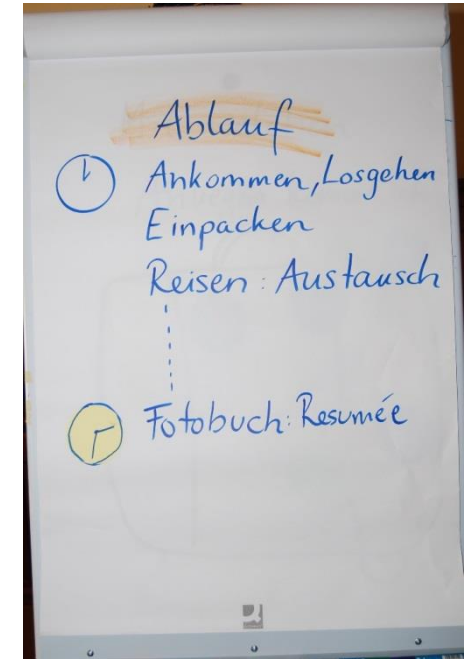 Ablauf
Ankommen, Losgehen
Einpacken
Reisen: Austausch
Fotobuch: Resumée